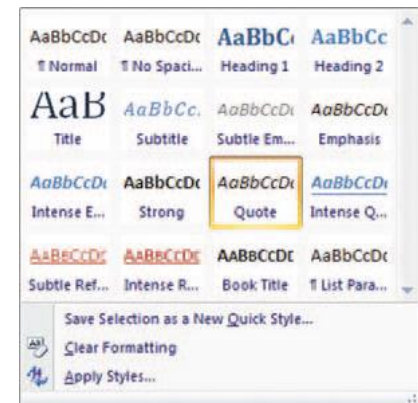 AaBbCcDc AaBbCcDc AaBbC AaBbCc
¶ Normal ¶ No Spaci... Heading 1 Heading 2
AaB AaBbCc. AaBbCcDc AaBbCcDc
Title Subtitle Subtle Em... Emphasis
AaBbCcDc AaBbCcDc AaBbCcDc AaBbCcDc
Intense E... Strong Quote Intense Q...
AaBbCcDc AaBbCcDc AaBbCcDc AaBbCcDc
Subtle Ref... Intense R... Book Title ¶ List Para...
Save Selection as a New Quick Style...
Clear Formatting
Apply Styles...